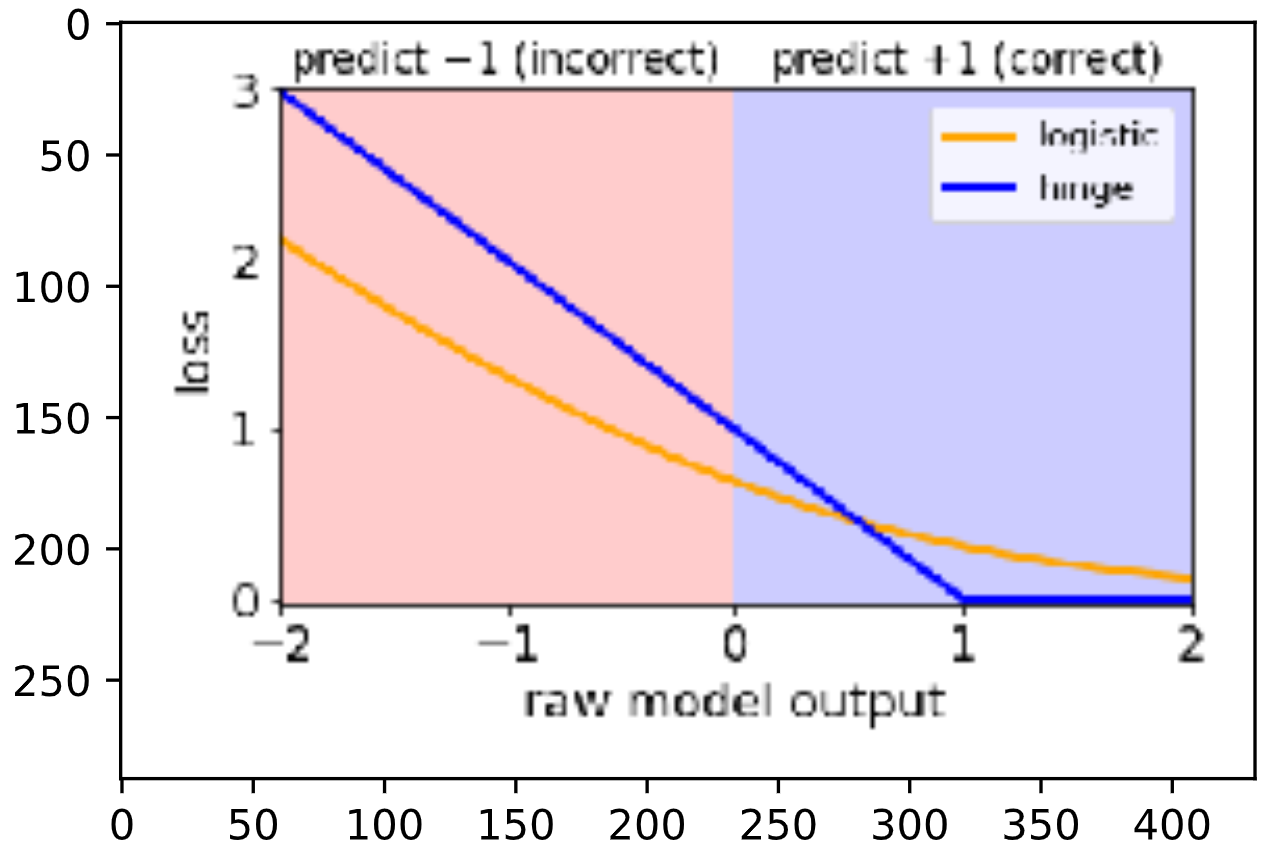 0
predict −1 (incorrect) predict +1 (correct)
3
logistic
50
hinge
2
100
loss
150
1
200
0
−2 −1 0 1 2
250
raw model output
0 50 100 150 200 250 300 350 400